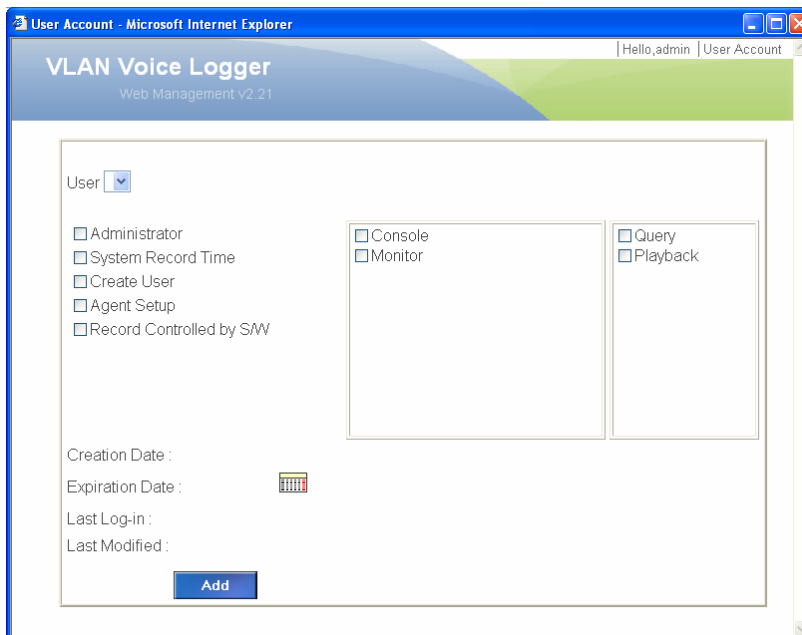 User Account - Microsoft Internet Explorer
Hello,admin | User Account
VLAN Voice Logger
Web Management v2.21
User
Administrator
System Record Time
Create User
Agent Setup
Record Controlled by S/W
Console
Monitor
Query
Playback
Creation Date :
Expiration Date :
Last Log-in :
Last Modified :
Add